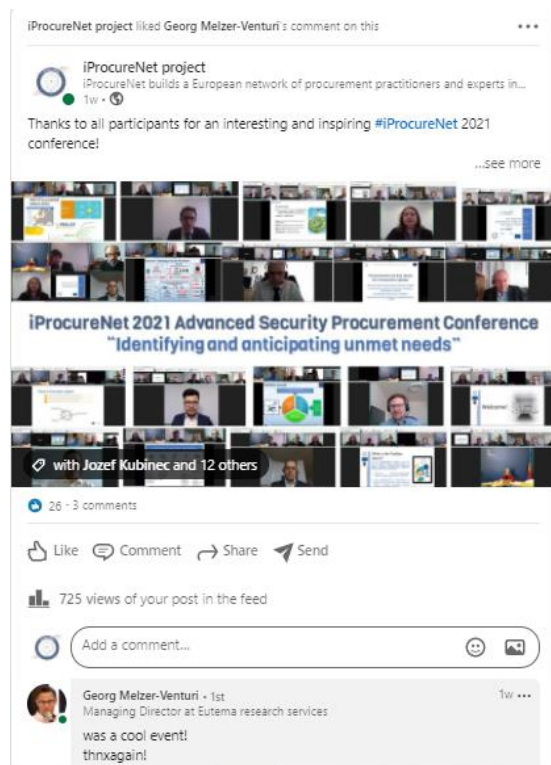 iProcureNet project liked Georg Melzer-Venturi's comment on this
iProcureNet project
iProcureNet builds a European network of procurement practitioners and experts in...
1w •
Thanks to all participants for an interesting and inspiring #iProcureNet 2021
conference!
...see more
iProcureNet 2021 Advanced Security Procurement Conference
"Identifying and anticipating unmet needs"
Welcome!
with Jozef Kubinec and 12 others
26 · 3 comments
Like Comment Share Send
725 views of your post in the feed
Add a comment...
Georg Melzer-Venturi • 1st
1w
Managing Director at Eutema research services
was a cool event!
thnxagain!